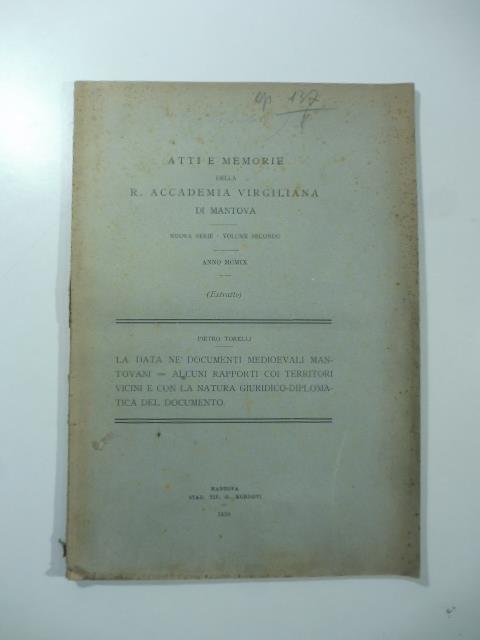 Op 137
ATTI E MEMORIE
DELLA
R. ACCADEMIA VIRGILIANA
DI MANTOVA
NUOVA SERIE - VOLUME SECONDO
ANNO MCMIX
(Estratto)
PIETRO TORELLI
LA DATA NE' DOCUMENTI MEDIOEVALI MAN-
TOVANI — ALCUNI RAPPORTI COI TERRITORI
VICINI E CON LA NATURA GIURIDICO-DIPLOMA-
TICA DEL DOCUMENTO.
MANTOVA
STAB. TIP. G. MONDOVI